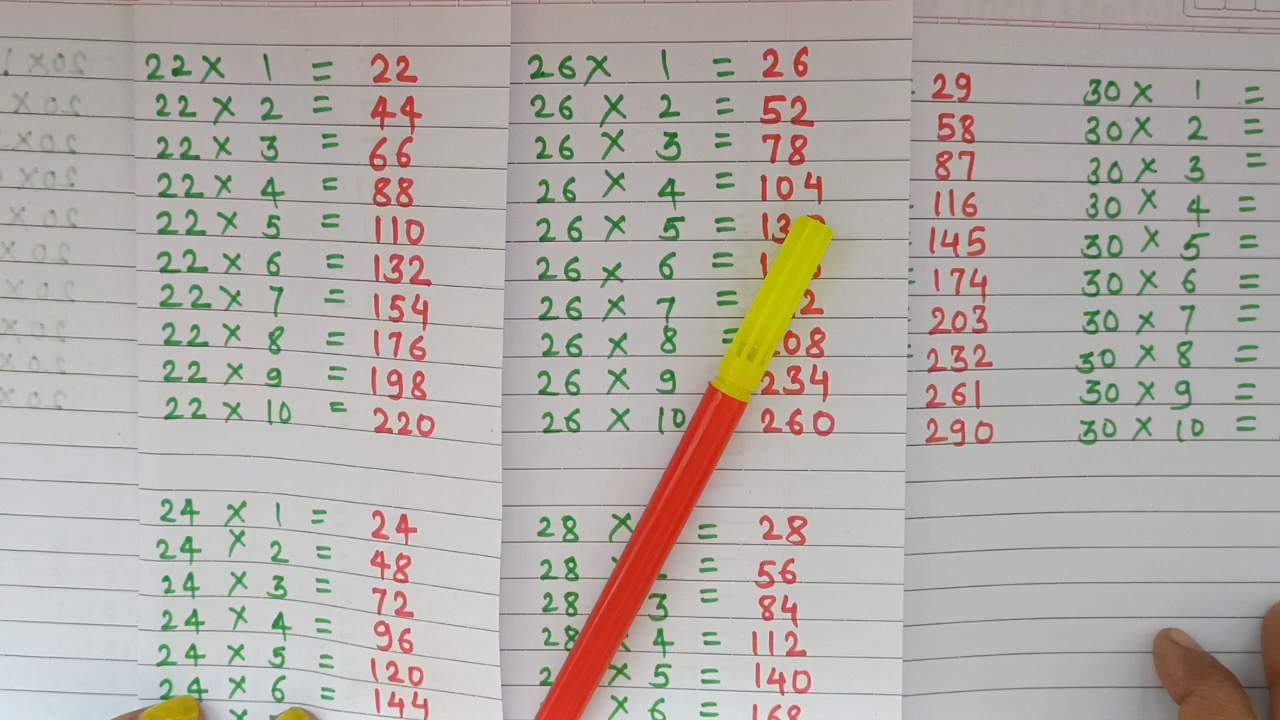 22 × 1 = 22
22 × 2 = 44
22 × 3 = 66
22 × 4 = 88
22 × 5 = 110
22 × 6 = 132
22 × 7 = 154
22 × 8 = 176
22 × 9 = 198
22 × 10 = 220
24 × 1 = 24
24 × 2 = 48
24 × 3 = 72
24 × 4 = 96
24 × 5 = 120
24 × 6 = 144
×
26 × 1 = 26
26 × 2 = 52
26 × 3 = 78
26 × 4 = 104
26 × 5 =
26 × 6 =
26 × 7 =
26 × 8 =
26 × 9 = 234
26 × 10 260
28 × = 28
28 = 56
28 3 = 84
28 × 4 = 112
× 5 = 140
× 6 = 168
29
58
87
116
145
174
203
232
261
290
30 × 1 =
30 × 2 =
30 × 3 =
30 × 4 =
30 × 5 =
30 × 6 =
30 × 7 =
30 × 8 =
30 × 9 =
30 × 10 =